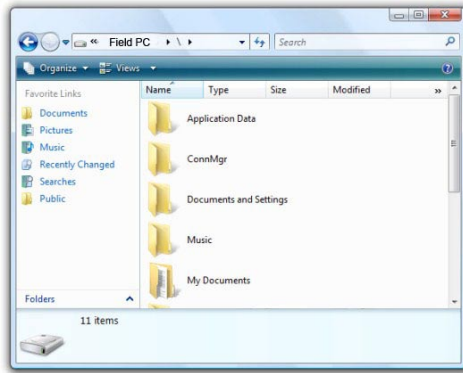 « Field PC ▸ \ ▸ Search
Organize Views
Favorite Links
Documents
Pictures
Music
Recently Changed
Searches
Public
Folders
Name Type Size Modified »
Application Data
ConnMgr
Documents and Settings
Music
My Documents
11 items